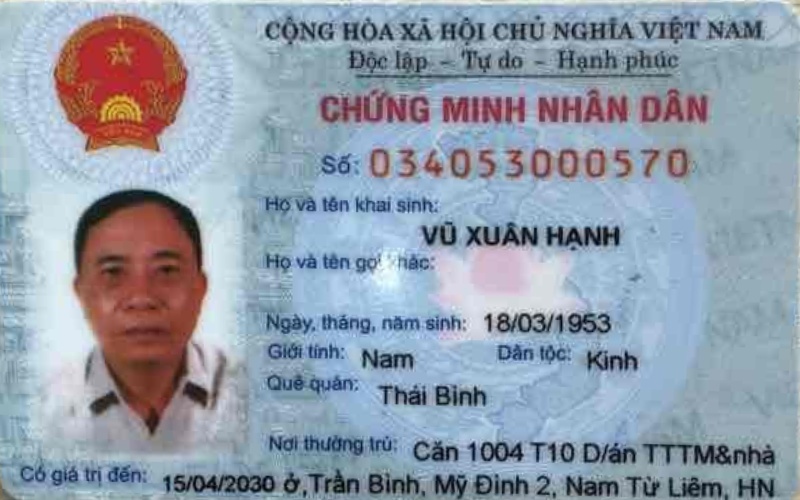 CỘNG HÒA XÃ HỘI CHỦ NGHĨA VIỆT NAM
Độc lập - Tự do - Hạnh phúc
CHỨNG MINH NHÂN DÂN
Số: 034053000570
Họ và tên khai sinh:
VŨ XUÂN HẠNH
Họ và tên gọi khác:
Ngày, tháng, năm sinh: 18/03/1953
Giới tính: Nam Dân tộc: Kinh
Quê quán: Thái Bình
Nơi thường trú: Căn 1004 T10 D/án TTTM&nhà
Có giá trị đến: 15/04/2030 ở,Trần Bình, Mỹ Đình 2, Nam Từ Liêm, HN